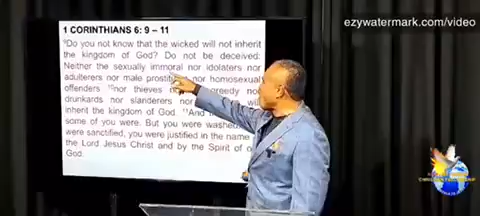 ezywatermark.com/video
1 CORINTHIANS 6: 9 – 11
9Do you not know that the wicked will not inherit
the kingdom of God? Do not be deceived:
Neither the sexually immoral nor idolaters nor
adulterers nor male nor homosexual
offenders 10nor thieves greedy
drunkards nor slanderers nor will
inherit the kingdom of God. 11And
some of you were. But you were washed
were sanctified, you were justified in the name
the Lord Jesus Christ and by the Spirit of
God.